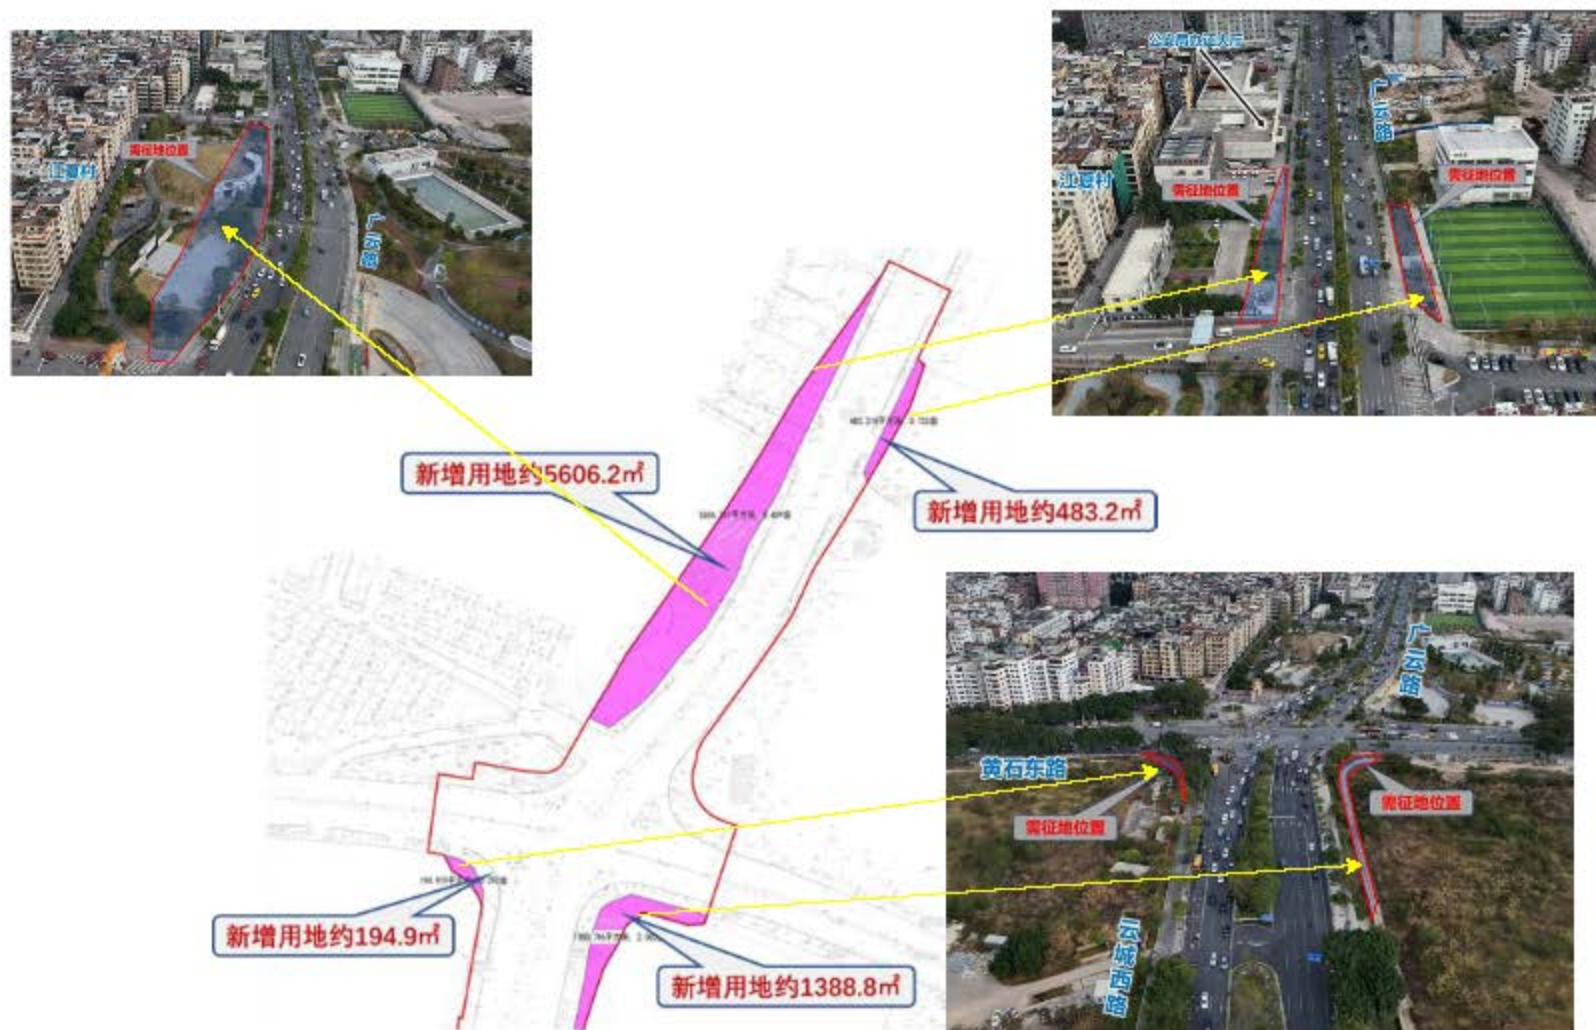 江夏村
需征地位置
广云路
公安局办证大厅
广云路
江夏村
需征地位置
需征地位置
新增用地约5606.2㎡
新增用地约483.2㎡
广云路
黄石东路
需征地位置
需征地位置
云城西路
新增用地约194.9㎡
新增用地约1388.8㎡